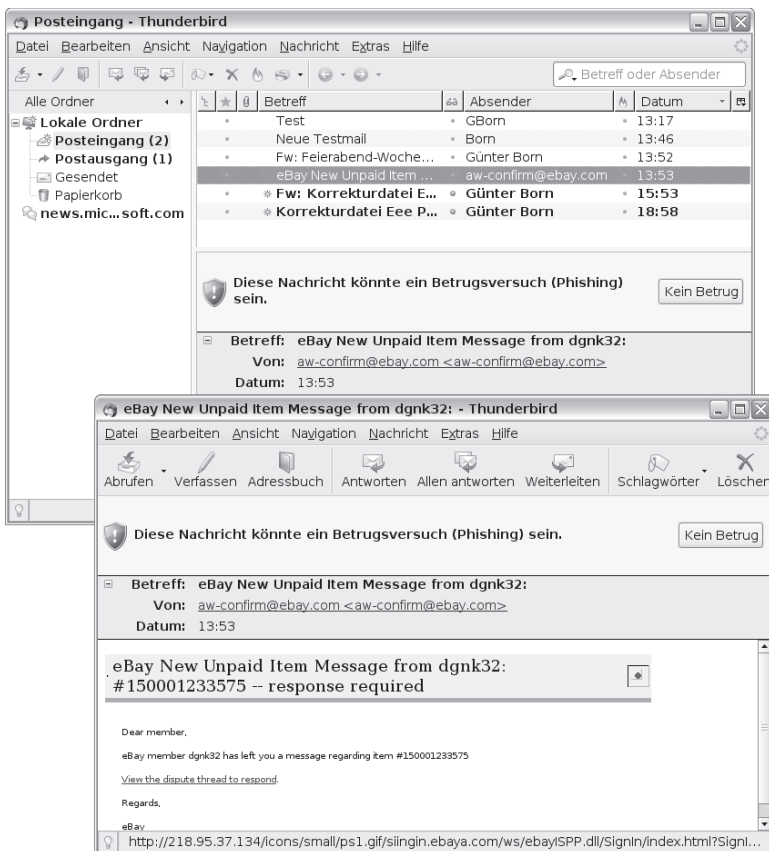 Posteingang - Thunderbird
Datei Bearbeiten Ansicht Navigation Nachricht Extras Hilfe
Betreff oder Absender
Alle Ordner
Betreff Absender Datum
Lokale Ordner
Posteingang (2)
Postausgang (1)
Gesendet
Papierkorb
news.mic...soft.com
Test GBorn 13:17
Neue Testmail Born 13:46
Fw: Feierabend-Woche... Günter Born 13:52
eBay New Unpaid Item ... aw-confirm@ebay.com 13:53
Fw: Korrekturdatei E... Günter Born 15:53
Korrekturdatei Eee P... Günter Born 18:58
Diese Nachricht könnte ein Betrugsversuch (Phishing)
sein.
Kein Betrug
Betreff: eBay New Unpaid Item Message from dgnk32:
Von: aw-confirm@ebay.com <aw-confirm@ebay.com>
Datum: 13:53
eBay New Unpaid Item Message from dgnk32: - Thunderbird
Datei Bearbeiten Ansicht Navigation Nachricht Extras Hilfe
Abrufen Verfassen Adressbuch Antworten Allen antworten Weiterleiten Schlagwörter Löschen
Diese Nachricht könnte ein Betrugsversuch (Phishing) sein.
Kein Betrug
Betreff: eBay New Unpaid Item Message from dgnk32:
Von: aw-confirm@ebay.com <aw-confirm@ebay.com>
Datum: 13:53
eBay New Unpaid Item Message from dgnk32:
#150001233575 -- response required
Dear member,
eBay member dgnk32 has left you a message regarding item #150001233575
View the dispute thread to respond.
Regards,
eBay
http://218.95.37.134/icons/small/ps1.gif/siingin.ebaya.com/ws/ebayISPP.dll/SignIn/index.html?SignI...